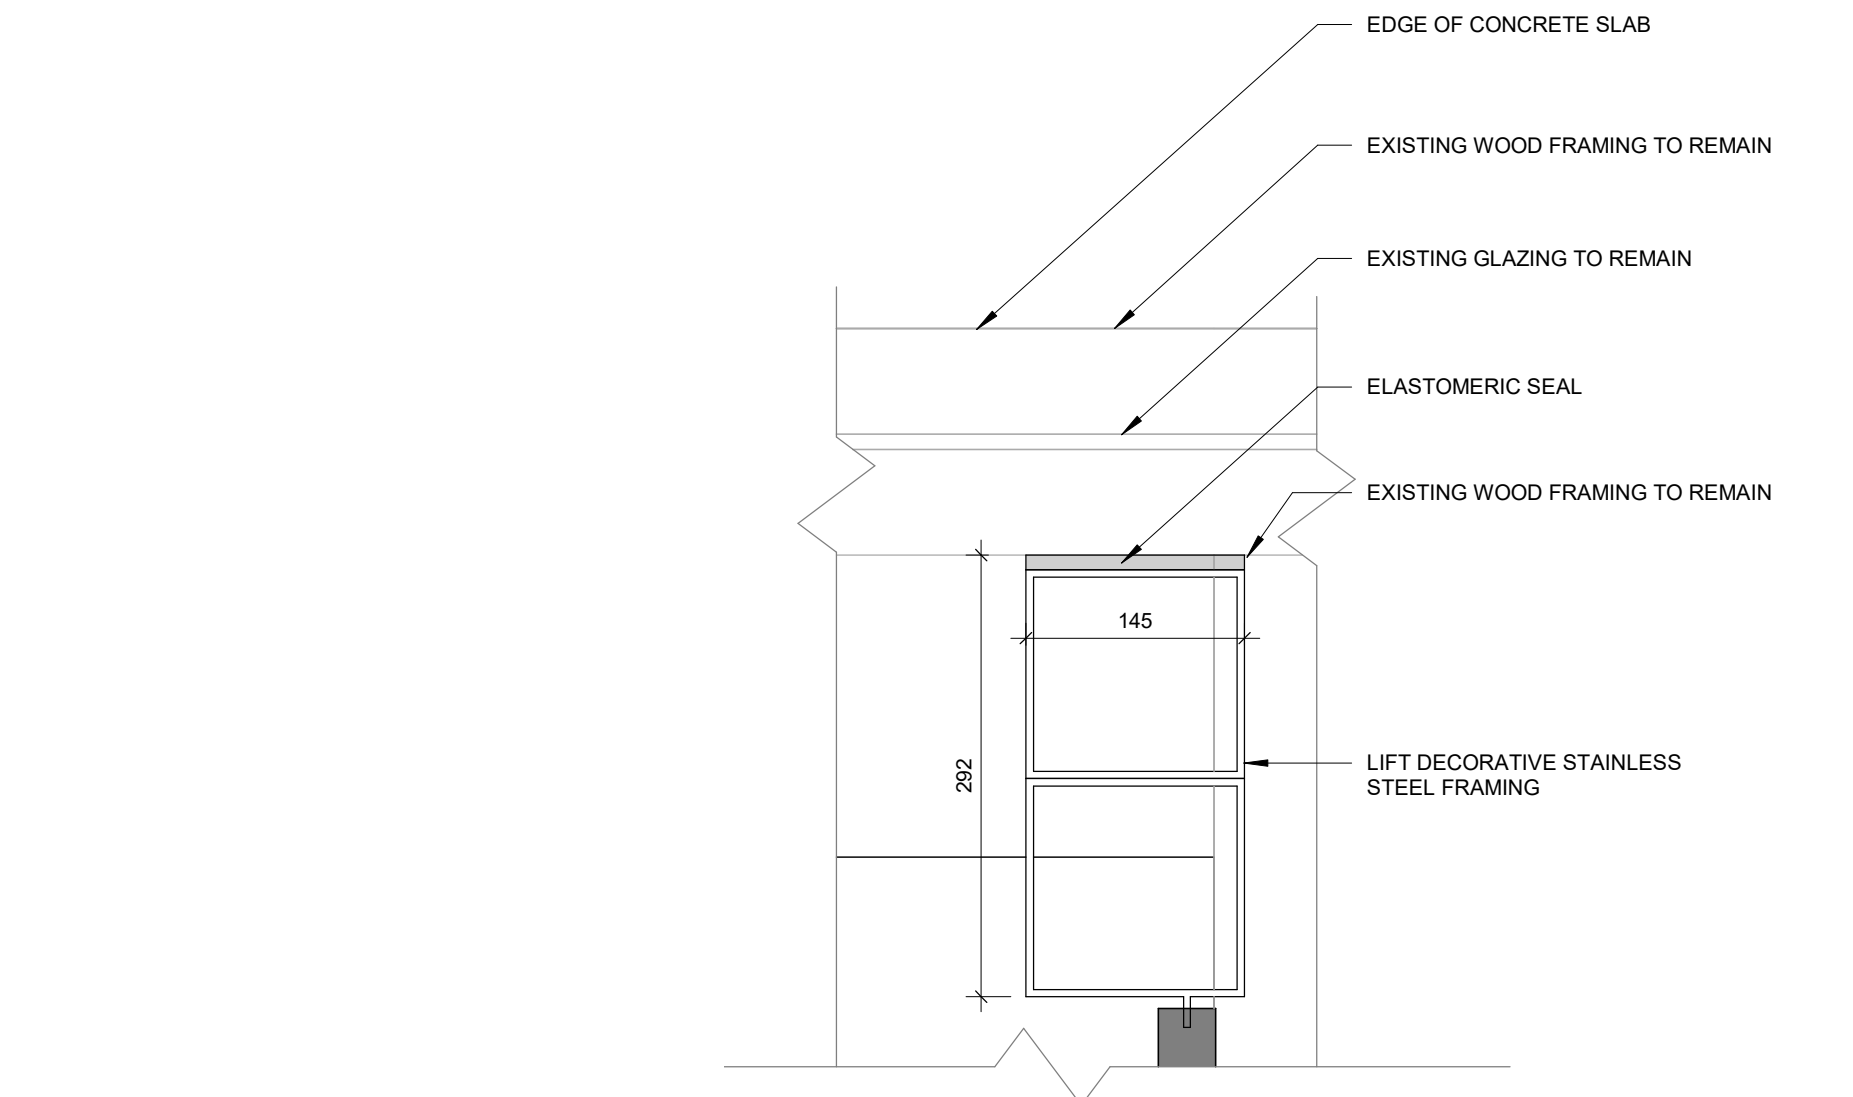 EDGE OF CONCRETE SLAB
EXISTING WOOD FRAMING TO REMAIN
EXISTING GLAZING TO REMAIN
ELASTOMERIC SEAL
EXISTING WOOD FRAMING TO REMAIN
145
292
LIFT DECORATIVE STAINLESS
STEEL FRAMING